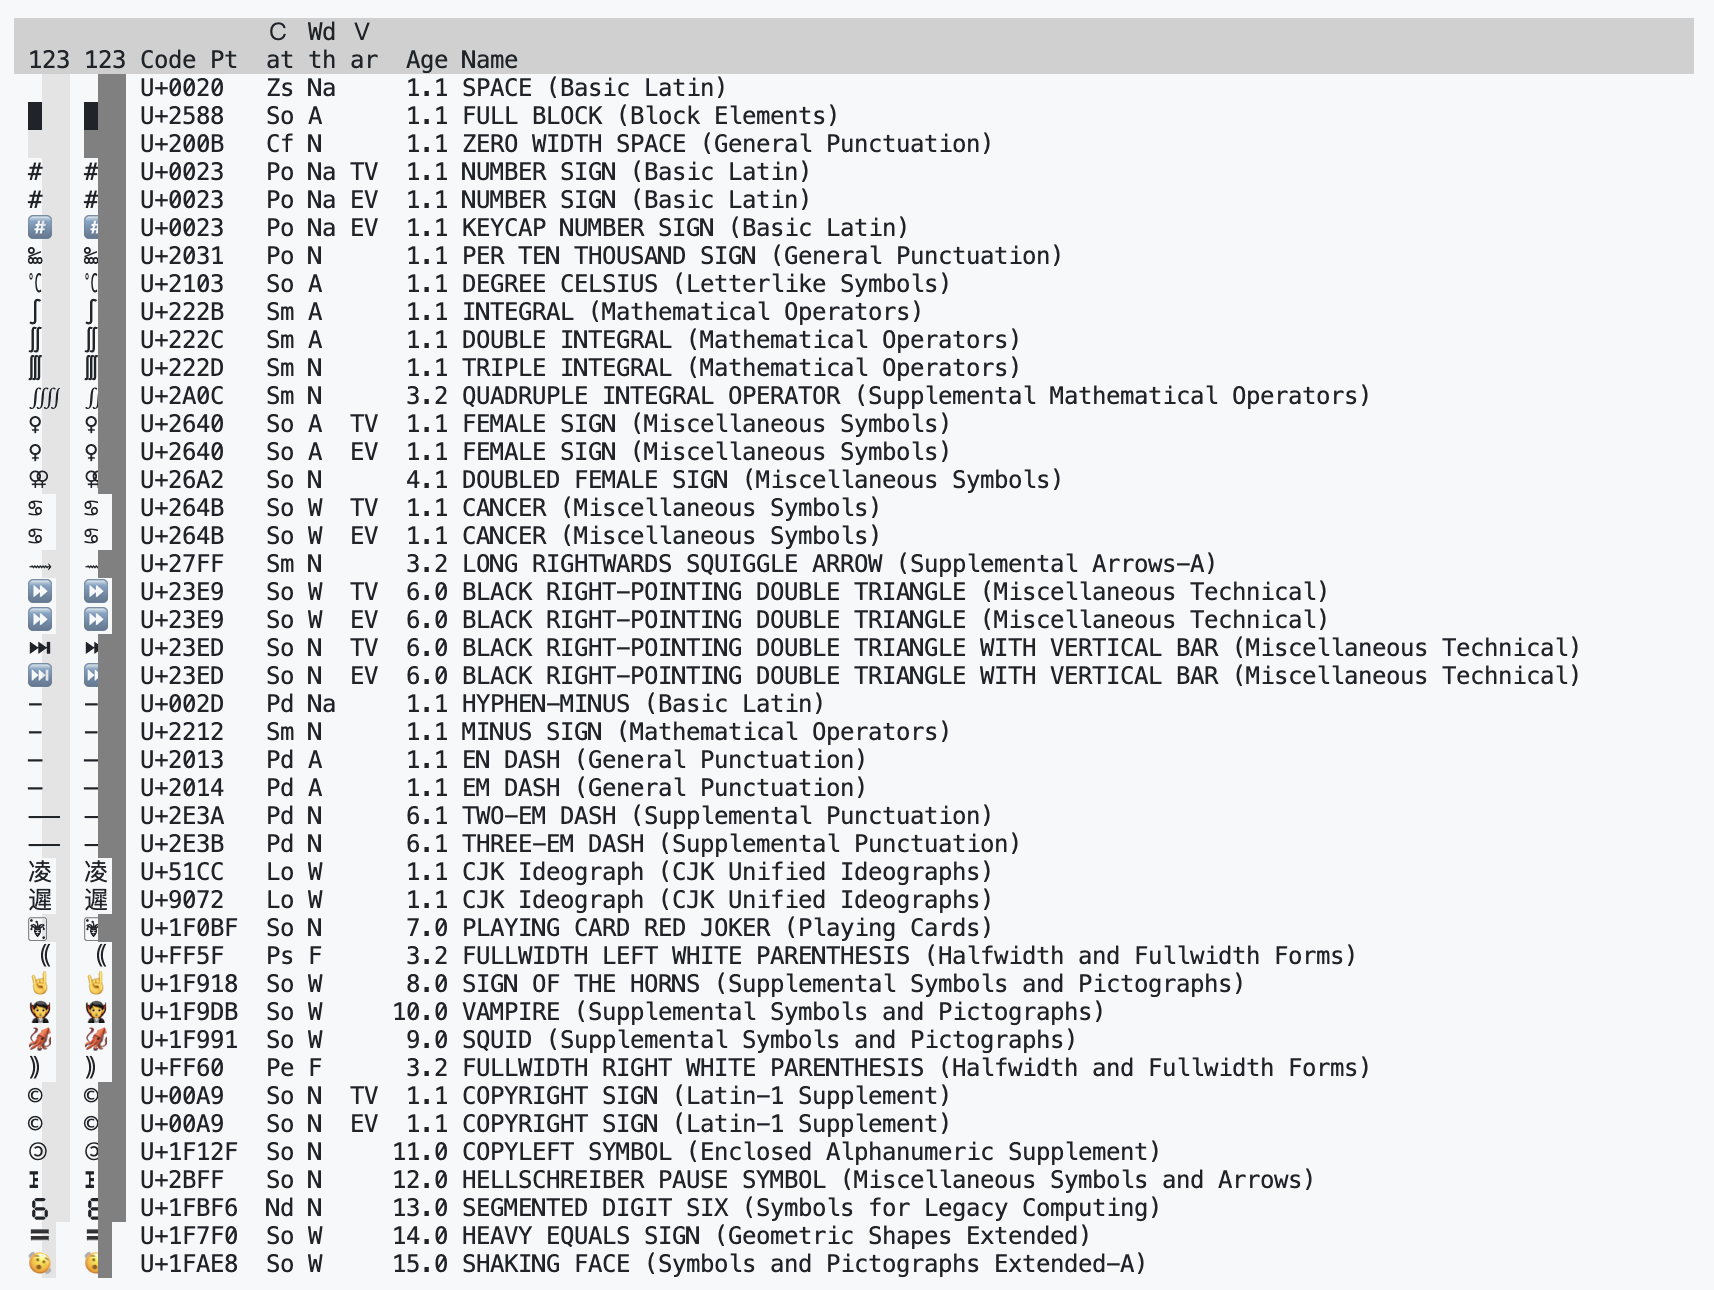 C Wd V
123 123 Code Pt at th ar Age Name
U+0020 Zs Na 1.1 SPACE (Basic Latin)
█ █ U+2588 So A 1.1 FULL BLOCK (Block Elements)
U+200B Cf N 1.1 ZERO WIDTH SPACE (General Punctuation)
# # U+0023 Po Na TV 1.1 NUMBER SIGN (Basic Latin)
# # U+0023 Po Na EV 1.1 NUMBER SIGN (Basic Latin)
#️⃣ #️⃣ U+0023 Po Na EV 1.1 KEYCAP NUMBER SIGN (Basic Latin)
‱ ‱ U+2031 Po N 1.1 PER TEN THOUSAND SIGN (General Punctuation)
℃ ℃ U+2103 So A 1.1 DEGREE CELSIUS (Letterlike Symbols)
∫ ∫ U+222B Sm A 1.1 INTEGRAL (Mathematical Operators)
∬ ∬ U+222C Sm A 1.1 DOUBLE INTEGRAL (Mathematical Operators)
∭ ∭ U+222D Sm N 1.1 TRIPLE INTEGRAL (Mathematical Operators)
⨌ ⨌ U+2A0C Sm N 3.2 QUADRUPLE INTEGRAL OPERATOR (Supplemental Mathematical Operators)
♀ ♀ U+2640 So A TV 1.1 FEMALE SIGN (Miscellaneous Symbols)
♀ ♀ U+2640 So A EV 1.1 FEMALE SIGN (Miscellaneous Symbols)
⚢ ⚢ U+26A2 So N 4.1 DOUBLED FEMALE SIGN (Miscellaneous Symbols)
♋︎ ♋︎ U+264B So W TV 1.1 CANCER (Miscellaneous Symbols)
♋︎ ♋︎ U+264B So W EV 1.1 CANCER (Miscellaneous Symbols)
⟿ ⟿ U+27FF Sm N 3.2 LONG RIGHTWARDS SQUIGGLE ARROW (Supplemental Arrows-A)
⏩ ⏩ U+23E9 So W TV 6.0 BLACK RIGHT-POINTING DOUBLE TRIANGLE (Miscellaneous Technical)
⏩ ⏩ U+23E9 So W EV 6.0 BLACK RIGHT-POINTING DOUBLE TRIANGLE (Miscellaneous Technical)
⏭︎ ⏭︎ U+23ED So N TV 6.0 BLACK RIGHT-POINTING DOUBLE TRIANGLE WITH VERTICAL BAR (Miscellaneous Technical)
⏭️ ⏭️ U+23ED So N EV 6.0 BLACK RIGHT-POINTING DOUBLE TRIANGLE WITH VERTICAL BAR (Miscellaneous Technical)
- - U+002D Pd Na 1.1 HYPHEN-MINUS (Basic Latin)
− − U+2212 Sm N 1.1 MINUS SIGN (Mathematical Operators)
– – U+2013 Pd A 1.1 EN DASH (General Punctuation)
— — U+2014 Pd A 1.1 EM DASH (General Punctuation)
⸺ ⸺ U+2E3A Pd N 6.1 TWO-EM DASH (Supplemental Punctuation)
⸻ ⸻ U+2E3B Pd N 6.1 THREE-EM DASH (Supplemental Punctuation)
凌 凌 U+51CC Lo W 1.1 CJK Ideograph (CJK Unified Ideographs)
遲 遲 U+9072 Lo W 1.1 CJK Ideograph (CJK Unified Ideographs)
🂿 🂿 U+1F0BF So N 7.0 PLAYING CARD RED JOKER (Playing Cards)
｟ ｟ U+FF5F Ps F 3.2 FULLWIDTH LEFT WHITE PARENTHESIS (Halfwidth and Fullwidth Forms)
🤘 🤘 U+1F918 So W 8.0 SIGN OF THE HORNS (Supplemental Symbols and Pictographs)
🧛 🧛 U+1F9DB So W 10.0 VAMPIRE (Supplemental Symbols and Pictographs)
🦑 🦑 U+1F991 So W 9.0 SQUID (Supplemental Symbols and Pictographs)
｠ ｠ U+FF60 Pe F 3.2 FULLWIDTH RIGHT WHITE PARENTHESIS (Halfwidth and Fullwidth Forms)
© © U+00A9 So N TV 1.1 COPYRIGHT SIGN (Latin-1 Supplement)
© © U+00A9 So N EV 1.1 COPYRIGHT SIGN (Latin-1 Supplement)
🄯 🄯 U+1F12F So N 11.0 COPYLEFT SYMBOL (Enclosed Alphanumeric Supplement)
⯿ ⯿ U+2BFF So N 12.0 HELLSCHREIBER PAUSE SYMBOL (Miscellaneous Symbols and Arrows)
🯶 🯶 U+1FBF6 Nd N 13.0 SEGMENTED DIGIT SIX (Symbols for Legacy Computing)
🟰 🟰 U+1F7F0 So W 14.0 HEAVY EQUALS SIGN (Geometric Shapes Extended)
🫨 🫨 U+1FAE8 So W 15.0 SHAKING FACE (Symbols and Pictographs Extended-A)